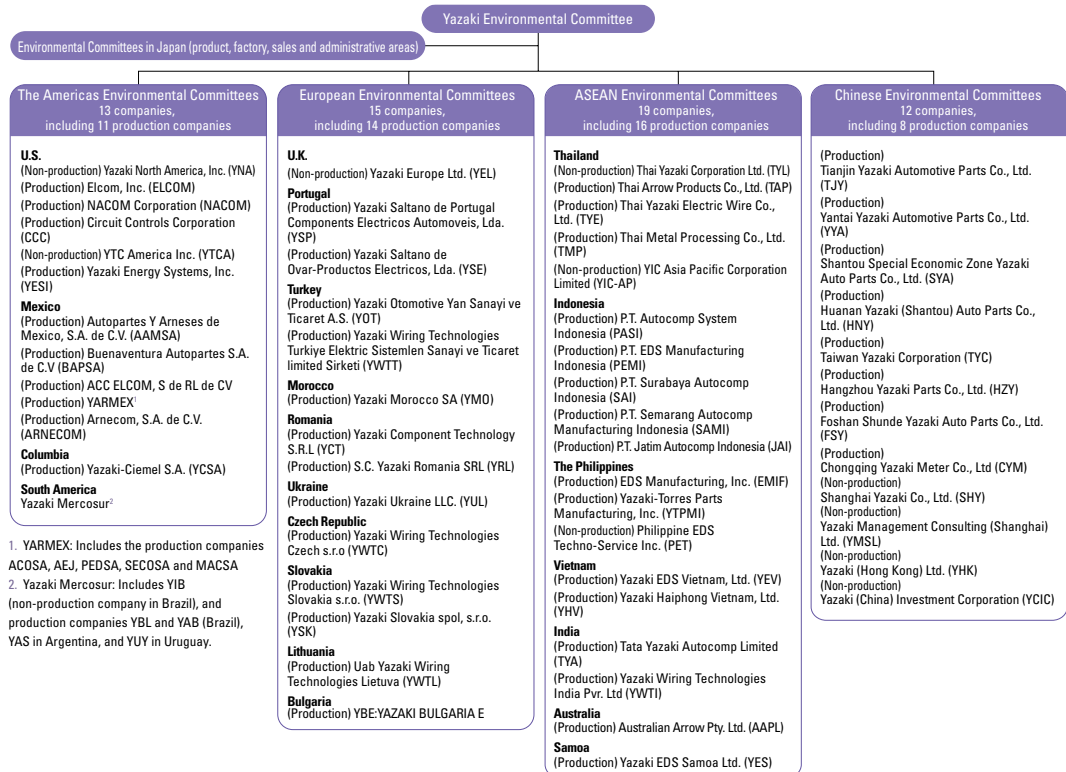 Yazaki Environmental Committee
Environmental Committees in Japan (product, factory, sales and administrative areas)
The Americas Environmental Committees
13 companies,
including 11 production companies
U.S.
(Non-production) Yazaki North America, Inc. (YNA)
(Production) Elcom, Inc. (ELCOM)
(Production) NACOM Corporation (NACOM)
(Production) Circuit Controls Corporation
(CCC)
(Non-production) YTC America Inc. (YTCA)
(Production) Yazaki Energy Systems, Inc.
(YESI)
Mexico
(Production) Autopartes Y Arneses de
Mexico, S.A. de C.V. (AAMSA)
(Production) Buenaventura Autopartes S.A.
de C.V (BAPSA)
(Production) ACC ELCOM, S de RL de CV
(Production) YARMEX1
(Production) Arnecom, S.A. de C.V.
(ARNECOM)
Columbia
(Production) Yazaki-Ciemel S.A. (YCSA)
South America
Yazaki Mercosur2
1. YARMEX: Includes the production companies
ACOSA, AEJ, PEDSA, SECOSA and MACSA
2. Yazaki Mercosur: Includes YIB
(non-production company in Brazil), and
production companies YBL and YAB (Brazil),
YAS in Argentina, and YUY in Uruguay.
European Environmental Committees
15 companies,
including 14 production companies
U.K.
(Non-production) Yazaki Europe Ltd. (YEL)
Portugal
(Production) Yazaki Saltano de Portugal
Components Electricos Automoveis, Lda.
(YSP)
(Production) Yazaki Saltano de
Ovar-Productos Electricos, Lda. (YSE)
Turkey
(Production) Yazaki Otomotive Yan Sanayi ve
Ticaret A.S. (YOT)
(Production) Yazaki Wiring Technologies
Turkiye Elektric Sistemlen Sanayi ve Ticaret
limited Sirketi (YWTT)
Morocco
(Production) Yazaki Morocco SA (YMO)
Romania
(Production) Yazaki Component Technology
S.R.L (YCT)
(Production) S.C. Yazaki Romania SRL (YRL)
Ukraine
(Production) Yazaki Ukraine LLC. (YUL)
Czech Republic
(Production) Yazaki Wiring Technologies
Czech s.r.o (YWTC)
Slovakia
(Production) Yazaki Wiring Technologies
Slovakia s.r.o. (YWTS)
(Production) Yazaki Slovakia spol, s.r.o.
(YSK)
Lithuania
(Production) Uab Yazaki Wiring
Technologies Lietuva (YWTL)
Bulgaria
(Production) YBE:YAZAKI BULGARIA E
ASEAN Environmental Committees
19 companies,
including 16 production companies
Thailand
(Non-production) Thai Yazaki Corporation Ltd. (TYL)
(Production) Thai Arrow Products Co., Ltd. (TAP)
(Production) Thai Yazaki Electric Wire Co.,
Ltd. (TYE)
(Production) Thai Metal Processing Co., Ltd.
(TMP)
(Non-production) YIC Asia Pacific Corporation
Limited (YIC-AP)
Indonesia
(Production) P.T. Autocomp System
Indonesia (PASI)
(Production) P.T. EDS Manufacturing
Indonesia (PEMI)
(Production) P.T. Surabaya Autocomp
Indonesia (SAI)
(Production) P.T. Semarang Autocomp
Manufacturing Indonesia (SAMI)
(Production) P.T. Jatim Autocomp Indonesia (JAI)
The Philippines
(Production) EDS Manufacturing, Inc. (EMIF)
(Production) Yazaki-Torres Parts
Manufacturing, Inc. (YTPMI)
(Non-production) Philippine EDS
Techno-Service Inc. (PET)
Vietnam
(Production) Yazaki EDS Vietnam, Ltd. (YEV)
(Production) Yazaki Haiphong Vietnam, Ltd.
(YHV)
India
(Production) Tata Yazaki Autocomp Limited
(TYA)
(Production) Yazaki Wiring Technologies
India Pvr. Ltd (YWTI)
Australia
(Production) Australian Arrow Pty. Ltd. (AAPL)
Samoa
(Production) Yazaki EDS Samoa Ltd. (YES)
Chinese Environmental Committees
12 companies,
including 8 production companies
(Production)
Tianjin Yazaki Automotive Parts Co., Ltd.
(TJY)
(Production)
Yantai Yazaki Automotive Parts Co., Ltd.
(YYA)
(Production)
Shantou Special Economic Zone Yazaki
Auto Parts Co., Ltd. (SYA)
(Production)
Huanan Yazaki (Shantou) Auto Parts Co.,
Ltd. (HNY)
(Production)
Taiwan Yazaki Corporation (TYC)
(Production)
Hangzhou Yazaki Parts Co., Ltd. (HZY)
(Production)
Foshan Shunde Yazaki Auto Parts Co., Ltd.
(FSY)
(Production)
Chongqing Yazaki Meter Co., Ltd (CYM)
(Non-production)
Shanghai Yazaki Co., Ltd. (SHY)
(Non-production)
Yazaki Management Consulting (Shanghai)
Ltd. (YMSL)
(Non-production)
Yazaki (Hong Kong) Ltd. (YHK)
(Non-production)
Yazaki (China) Investment Corporation (YCIC)